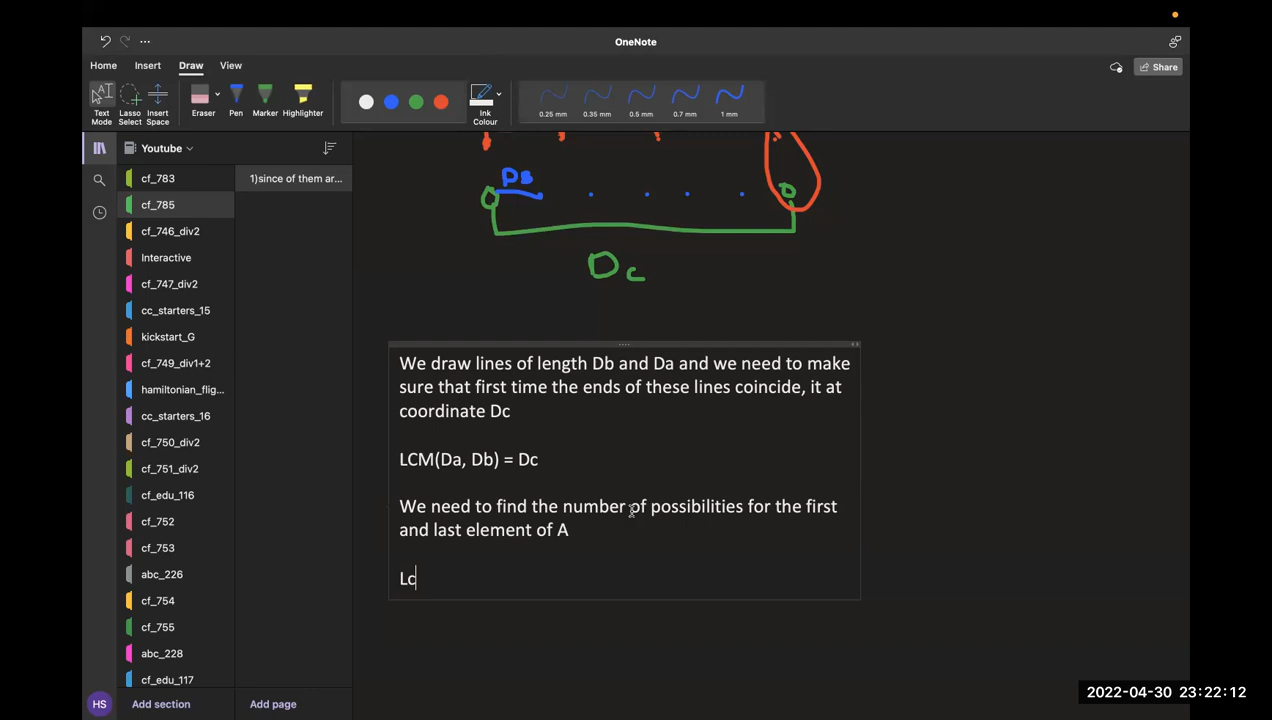 OneNote
Home Insert Draw View
Share
Text Mode
Lasso Select
Insert Space
Eraser
Pen
Marker
Highlighter
Ink Colour
0.25 mm
0.35 mm
0.5 mm
0.7 mm
1 mm
Youtube
cf_783
cf_785
cf_746_div2
Interactive
cf_747_div2
cc_starters_15
kickstart_G
cf_749_div1+2
hamiltonian_flig...
cc_starters_16
cf_750_div2
cf_751_div2
cf_edu_116
cf_752
cf_753
abc_226
cf_754
cf_755
abc_228
cf_edu_117
HS
Add section
1)since of them ar...
Add page
DB
Dc
We draw lines of length Db and Da and we need to make
sure that first time the ends of these lines coincide, it at
coordinate Dc
LCM(Da, Db) = Dc
We need to find the number of possibilities for the first
and last element of A
Lc
2022-04-30 23:22:12